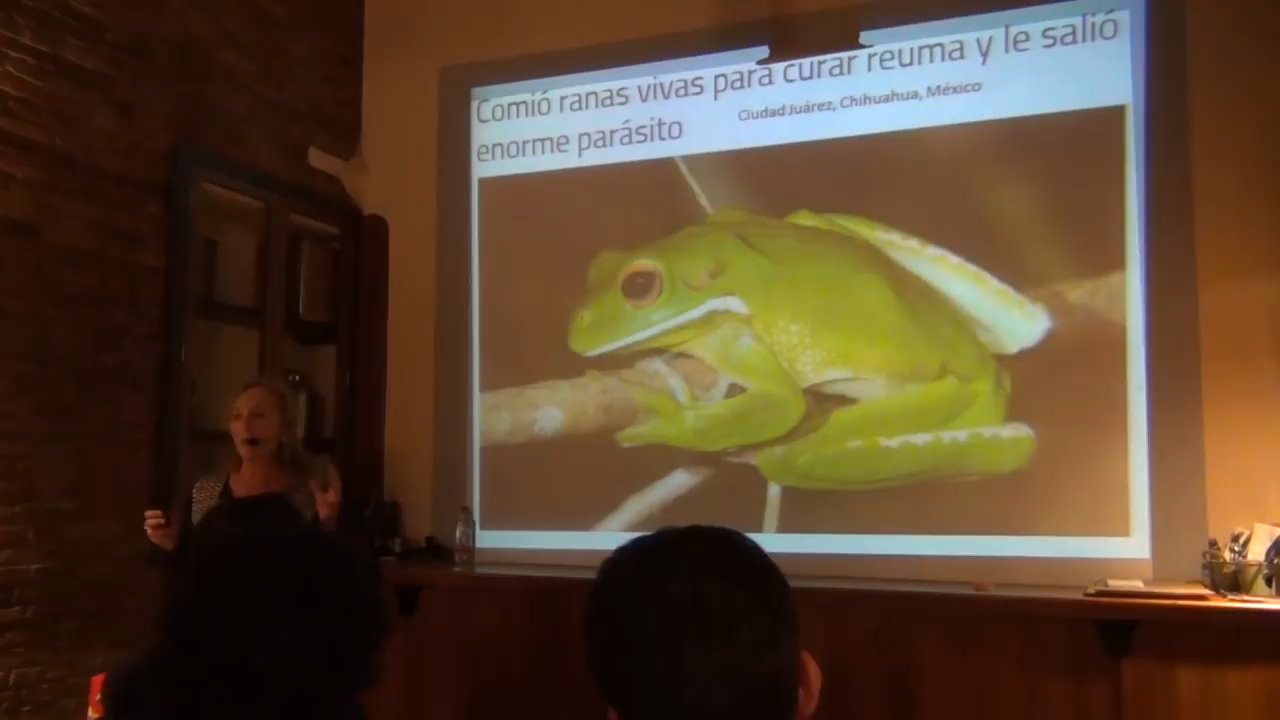 Comió ranas vivas para curar reuma y le salió
enorme parásito
Ciudad Juárez, Chihuahua, México